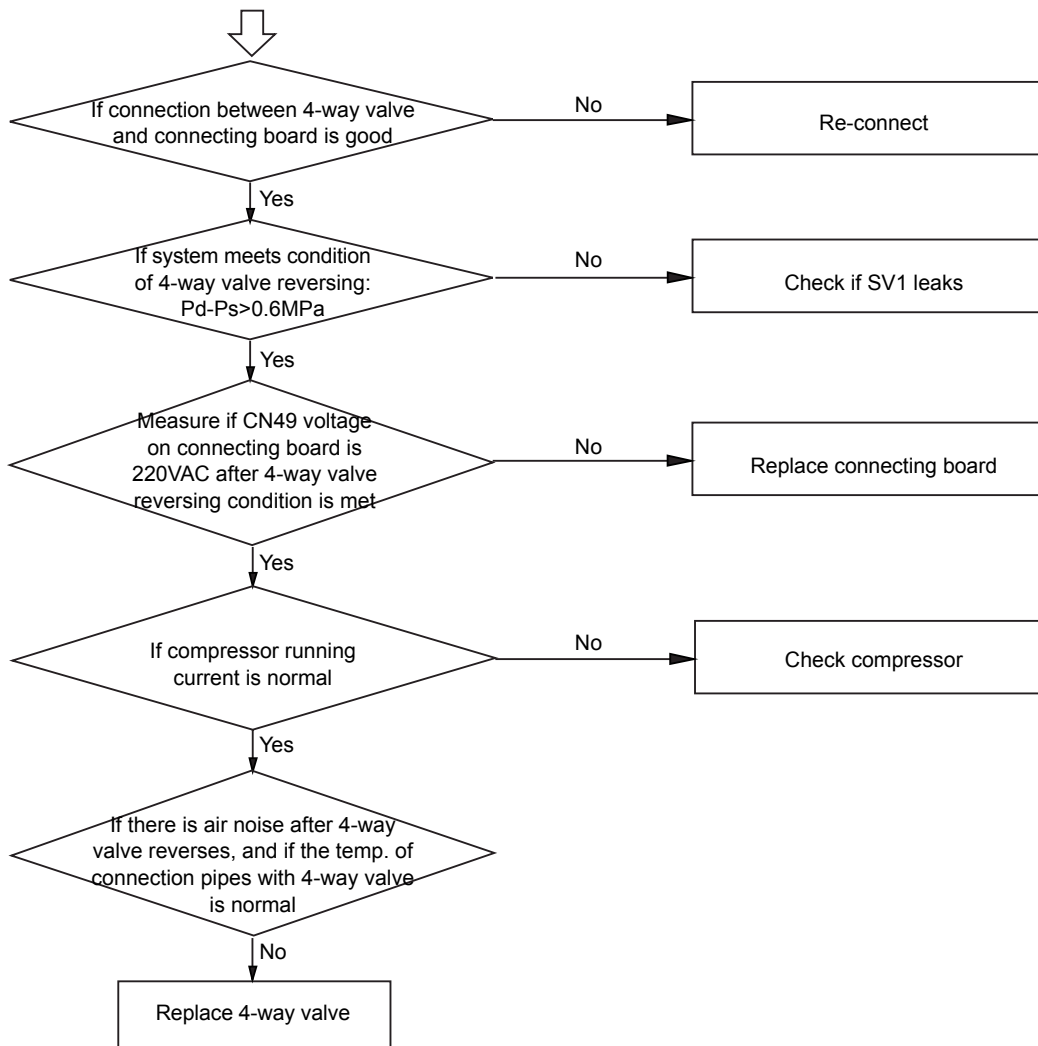 If connection between 4-way valve
and connecting board is good
No
Re-connect
Yes
If system meets condition
of 4-way valve reversing:
Pd-Ps>0.6MPa
No
Check if SV1 leaks
Yes
Measure if CN49 voltage
on connecting board is
220VAC after 4-way valve
reversing condition is met
No
Replace connecting board
Yes
If compressor running
current is normal
No
Check compressor
Yes
If there is air noise after 4-way
valve reverses, and if the temp. of
connection pipes with 4-way valve
is normal
No
Replace 4-way valve